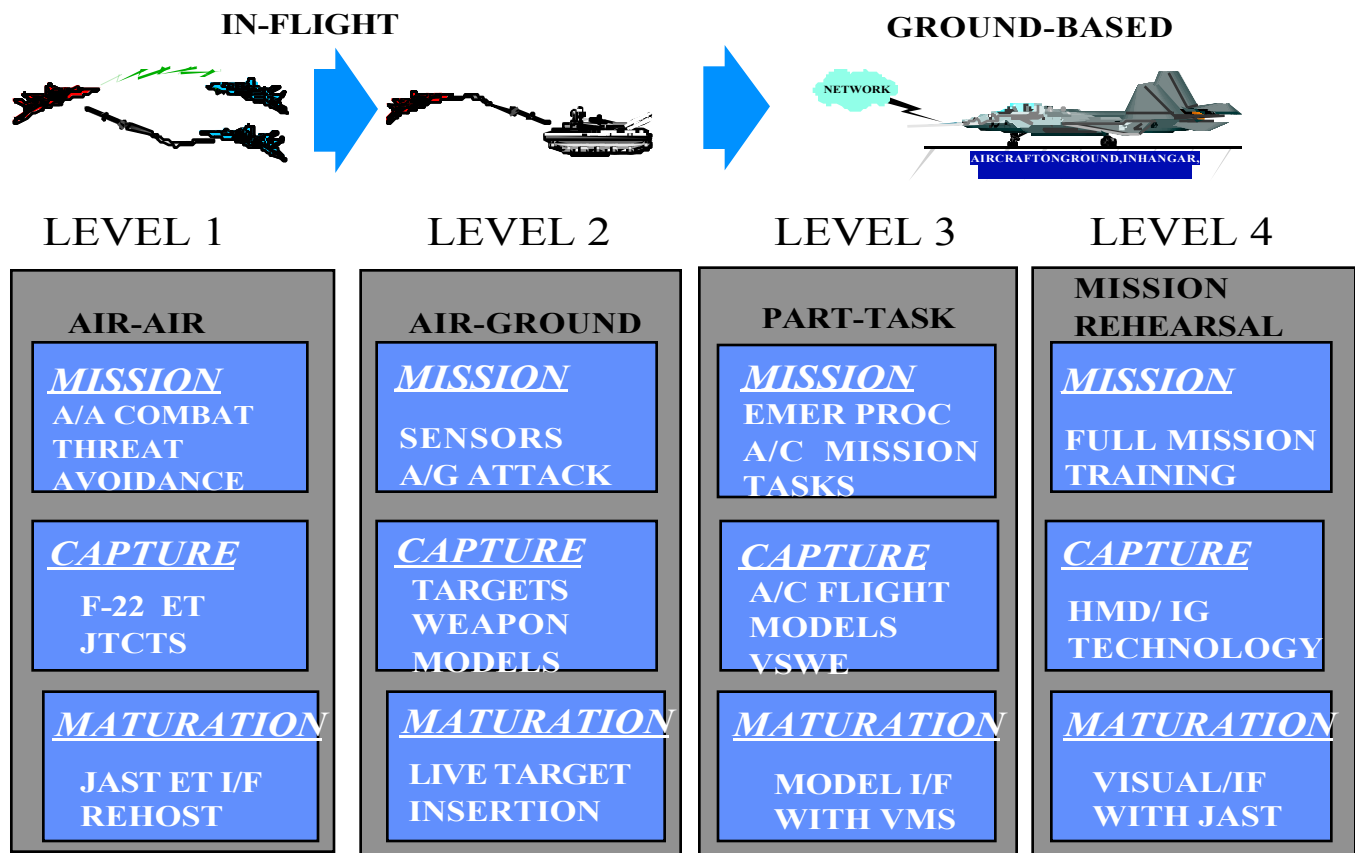 IN-FLIGHT
GROUND-BASED
NETWORK
AIRCRAFTONGROUND,INHANGAR,
LEVEL 1
LEVEL 2
LEVEL 3
LEVEL 4
AIR-AIR
MISSION
A/A COMBAT
THREAT
AVOIDANCE
CAPTURE
F-22 ET
JTCTS
MATURATION
JAST ET I/F
REHOST
AIR-GROUND
MISSION
SENSORS
A/G ATTACK
CAPTURE
TARGETS
WEAPON
MODELS
MATURATION
LIVE TARGET
INSERTION
PART-TASK
MISSION
EMER PROC
A/C MISSION
TASKS
CAPTURE
A/C FLIGHT
MODELS
VSWE
MATURATION
MODEL I/F
WITH VMS
MISSION
REHEARSAL
MISSION
FULL MISSION
TRAINING
CAPTURE
HMD/ IG
TECHNOLOGY
MATURATION
VISUAL/IF
WITH JAST